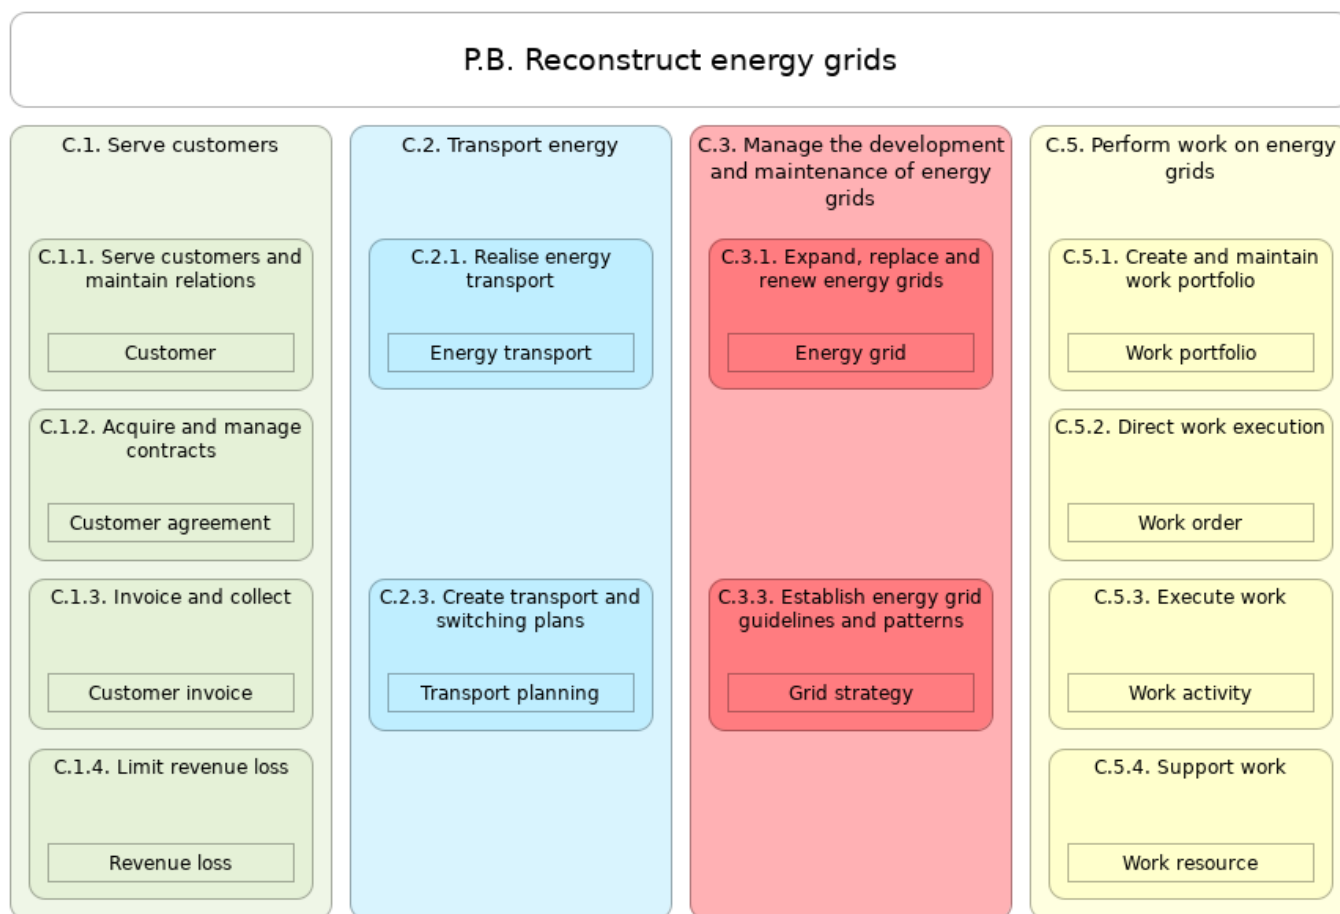 P.B. Reconstruct energy grids
C.1. Serve customers
C.1.1. Serve customers and
maintain relations
Customer
C.1.2. Acquire and manage
contracts
Customer agreement
C.1.3. Invoice and collect
Customer invoice
C.1.4. Limit revenue loss
Revenue loss
C.2. Transport energy
C.2.1. Realise energy
transport
Energy transport
C.2.3. Create transport and
switching plans
Transport planning
C.3. Manage the development
and maintenance of energy
grids
C.3.1. Expand, replace and
renew energy grids
Energy grid
C.3.3. Establish energy grid
guidelines and patterns
Grid strategy
C.5. Perform work on energy
grids
C.5.1. Create and maintain
work portfolio
Work portfolio
C.5.2. Direct work execution
Work order
C.5.3. Execute work
Work activity
C.5.4. Support work
Work resource